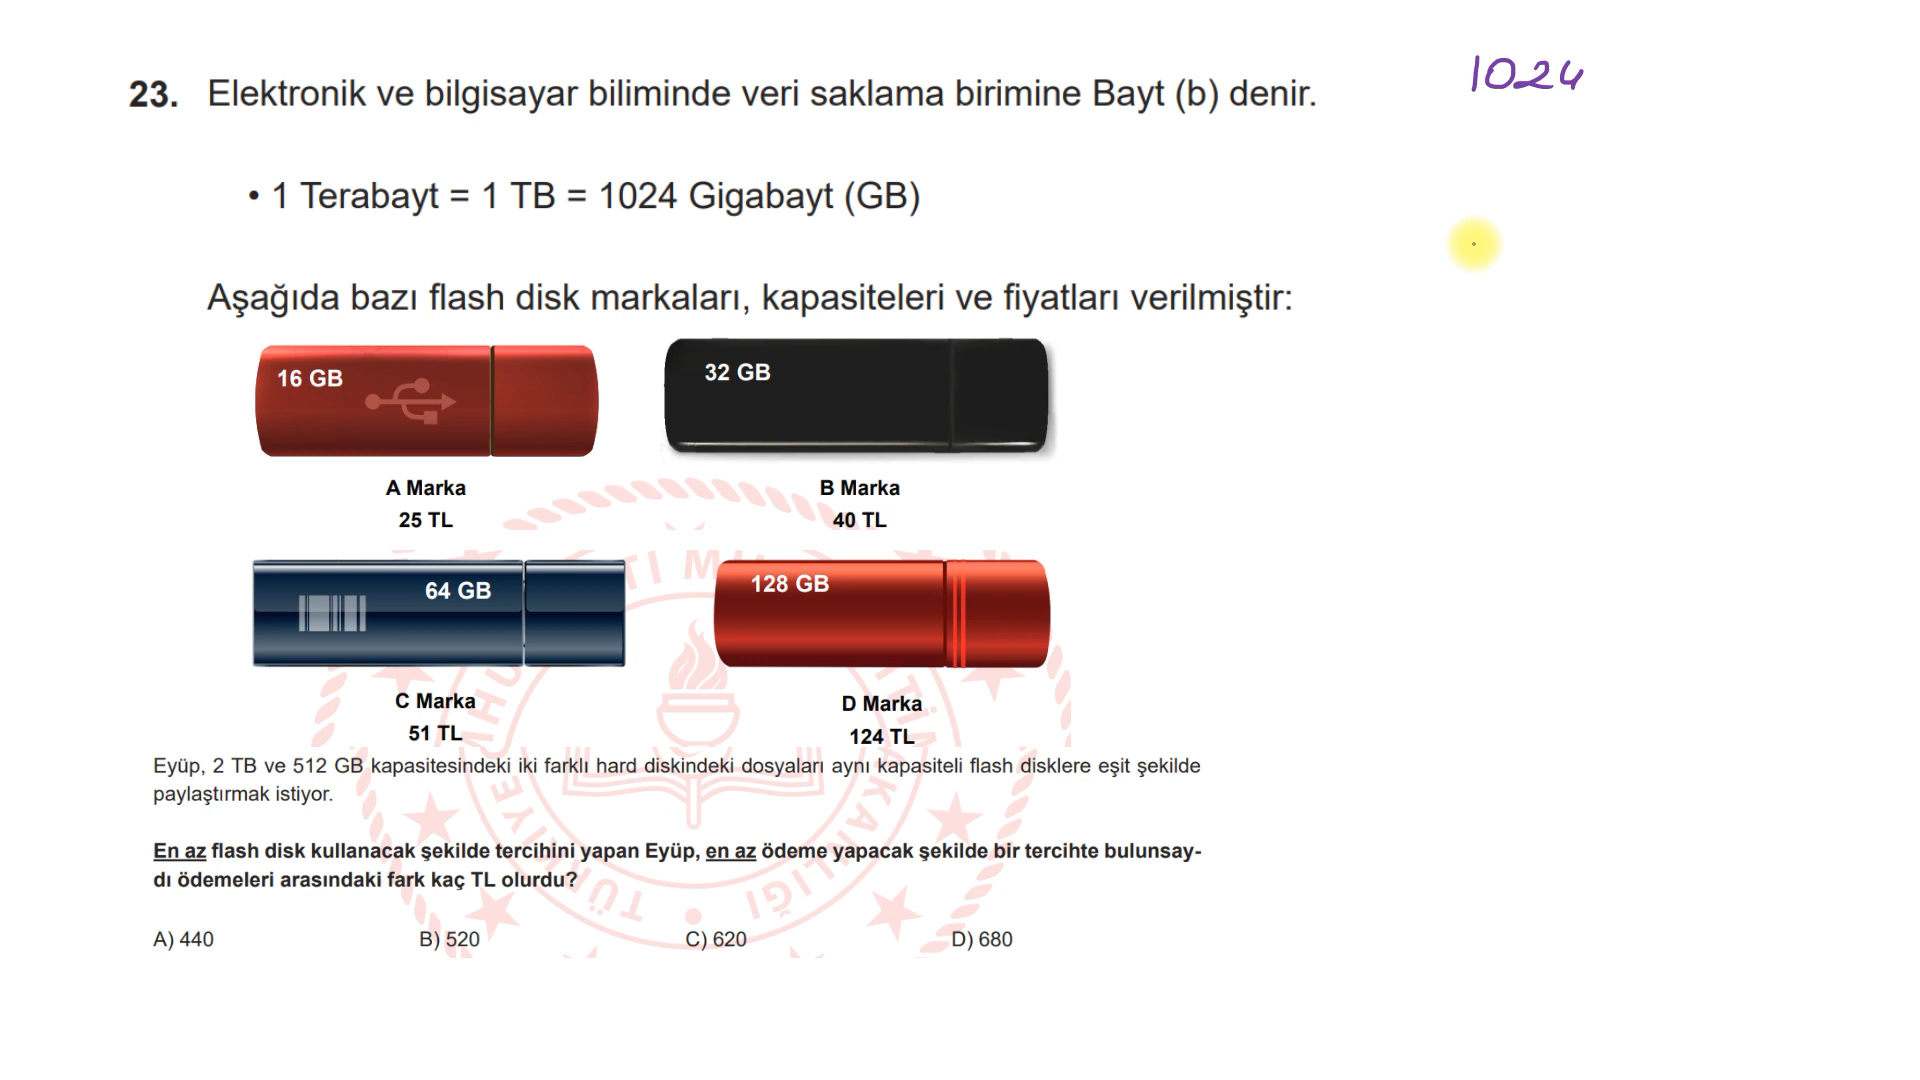 1024
23. Elektronik ve bilgisayar biliminde veri saklama birimine Bayt (b) denir.
• 1 Terabayt = 1 TB = 1024 Gigabayt (GB)
Aşağıda bazı flash disk markaları, kapasiteleri ve fiyatları verilmiştir:
16 GB
32 GB
A Marka
25 TL
B Marka
40 TL
64 GB
128 GB
C Marka
51 TL
D Marka
124 TL
Eyüp, 2 TB ve 512 GB kapasitesindeki iki farklı hard diskindeki dosyaları aynı kapasiteli flash disklere eşit şekilde
paylaştırmak istiyor.
En az flash disk kullanacak şekilde tercihini yapan Eyüp, en az ödeme yapacak şekilde bir tercihte bulunsay-
dı ödemeleri arasındaki fark kaç TL olurdu?
A) 440 B) 520 C) 620 D) 680